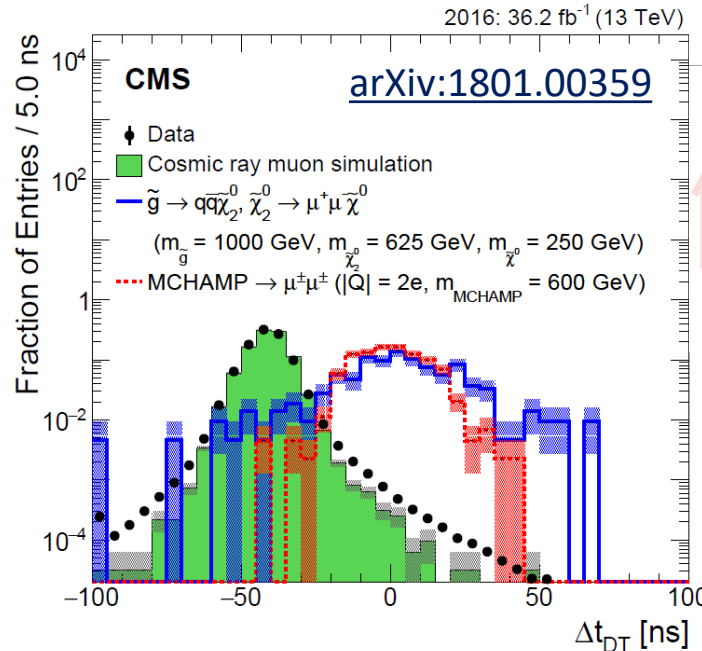 2016: 36.2 fb⁻¹ (13 TeV)
CMS
arXiv:1801.00359
Data
Cosmic ray muon simulation
g̃ → qq̄χ̃₂⁰, χ̃₂⁰ → μ⁺μ⁻χ̃⁰
(m_g̃ = 1000 GeV, m_χ̃₂⁰ = 625 GeV, m_χ̃⁰ = 250 GeV)
MCHAMP → μ±μ± (|Q| = 2e, m_MCHAMP = 600 GeV)
Fraction of Entries / 5.0 ns
10⁴
10²
1
10⁻²
10⁻⁴
−100 −50 0 50 100
Δt_DT [ns]